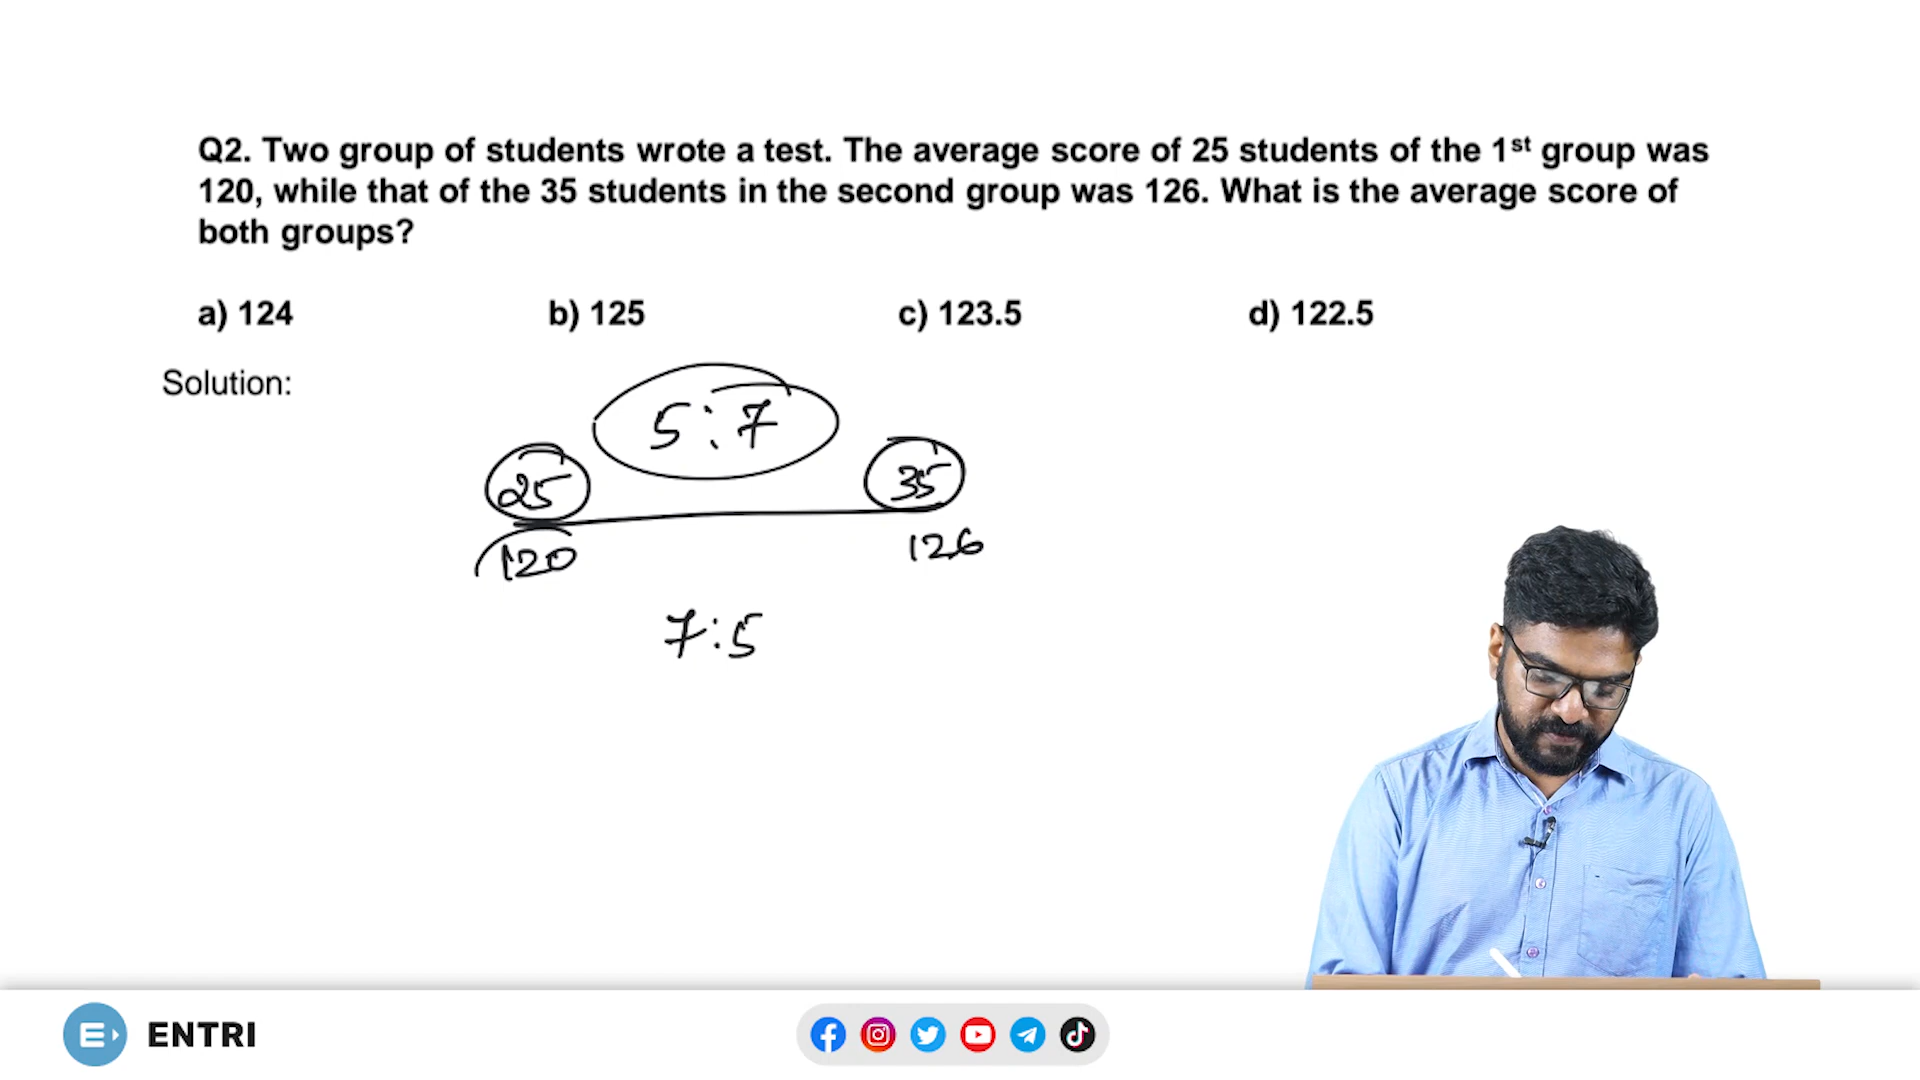 Q2. Two group of students wrote a test. The average score of 25 students of the 1st group was
120, while that of the 35 students in the second group was 126. What is the average score of
both groups?
a) 124 b) 125 c) 123.5 d) 122.5
Solution:
5:7
25 35
120 126
7:5
ENTRI